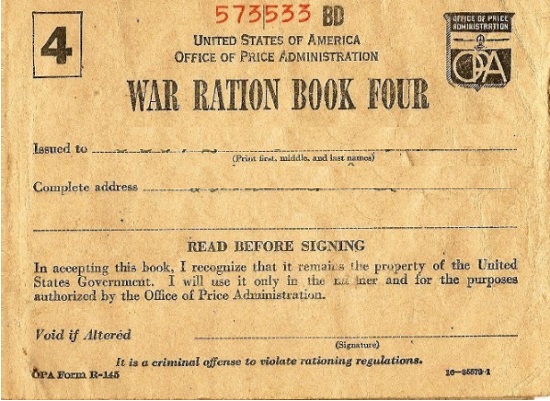 573533 BD
4
UNITED STATES OF AMERICA
OFFICE OF PRICE ADMINISTRATION
OFFICE OF PRICE
ADMINISTRATION
OPA
WAR RATION BOOK FOUR
Issued to
(Print first, middle, and last names)
Complete address
READ BEFORE SIGNING
In accepting this book, I recognize that it remains the property of the United
States Government. I will use it only in the manner and for the purposes
authorized by the Office of Price Administration.
Void if Altered
(Signature)
It is a criminal offense to violate rationing regulations.
OPA Form R-145
16-35573-1